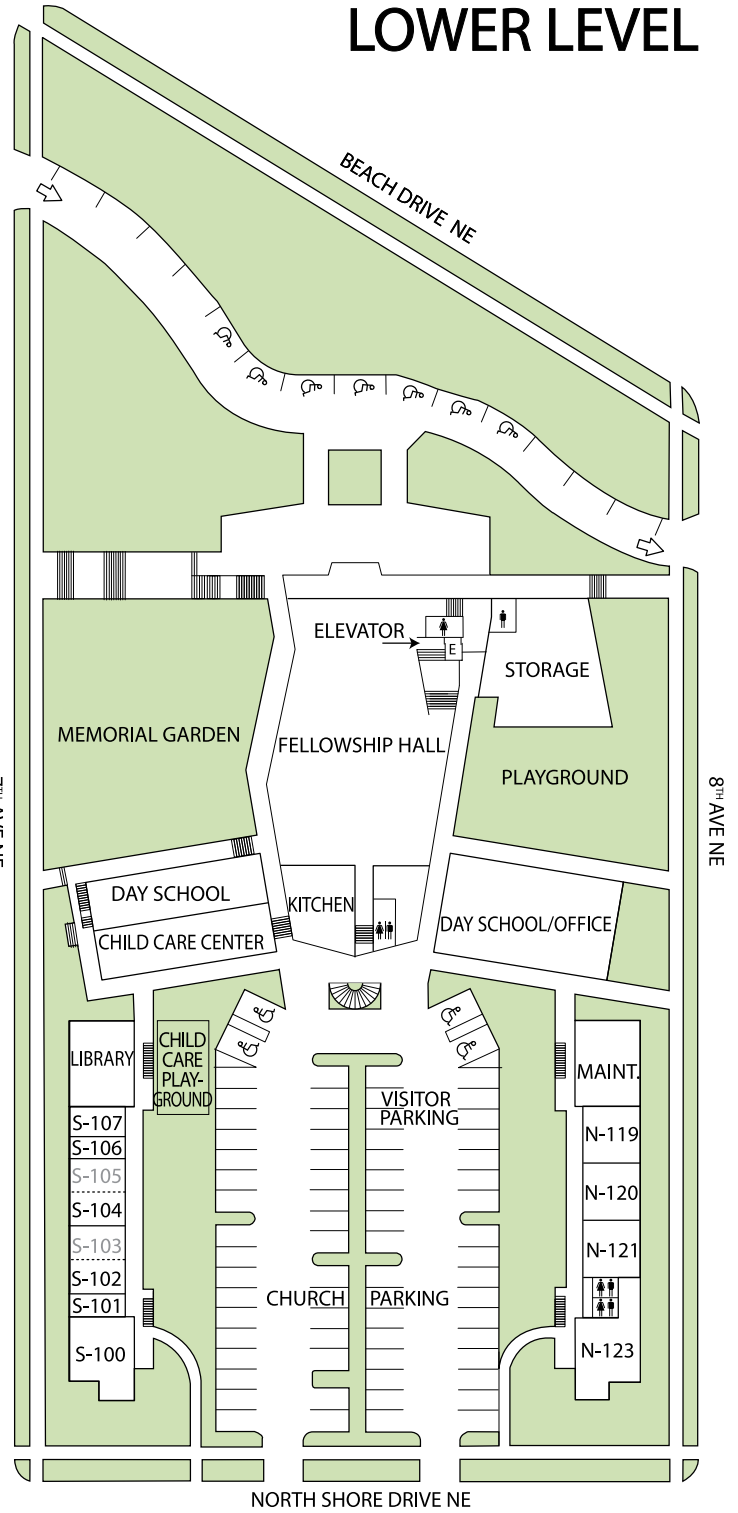 LOWER LEVEL
BEACH DRIVE NE
ELEVATOR
E
STORAGE
MEMORIAL GARDEN
FELLOWSHIP HALL
PLAYGROUND
8TH AVE NE
DAY SCHOOL
KITCHEN
CHILD CARE CENTER
DAY SCHOOL/OFFICE
LIBRARY
CHILD
CARE
PLAY-
GROUND
MAINT.
VISITOR
PARKING
S-107
S-106
S-105
S-104
S-103
S-102
S-101
S-100
N-119
N-120
N-121
N-123
CHURCH PARKING
NORTH SHORE DRIVE NE